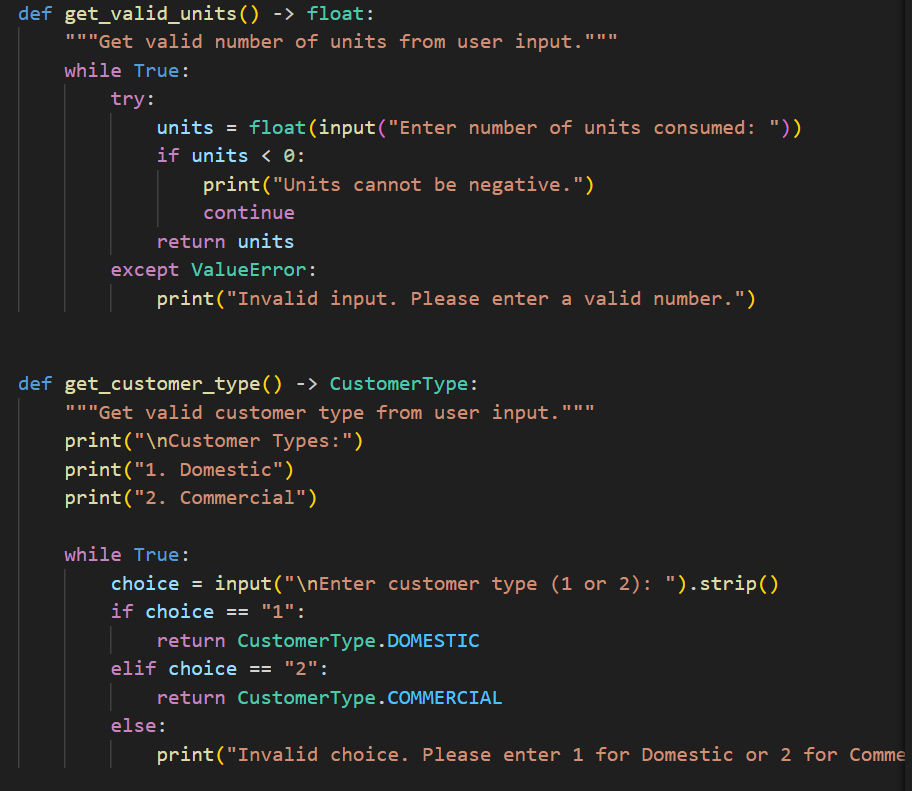 def get_valid_units() -> float:
    """Get valid number of units from user input."""
    while True:
        try:
            units = float(input("Enter number of units consumed: "))
            if units < 0:
                print("Units cannot be negative.")
                continue
            return units
        except ValueError:
            print("Invalid input. Please enter a valid number.")
def get_customer_type() -> CustomerType:
    """Get valid customer type from user input."""
    print("\nCustomer Types:")
    print("1. Domestic")
    print("2. Commercial")
    while True:
        choice = input("\nEnter customer type (1 or 2): ").strip()
        if choice == "1":
            return CustomerType.DOMESTIC
        elif choice == "2":
            return CustomerType.COMMERCIAL
        else:
            print("Invalid choice. Please enter 1 for Domestic or 2 for Comme